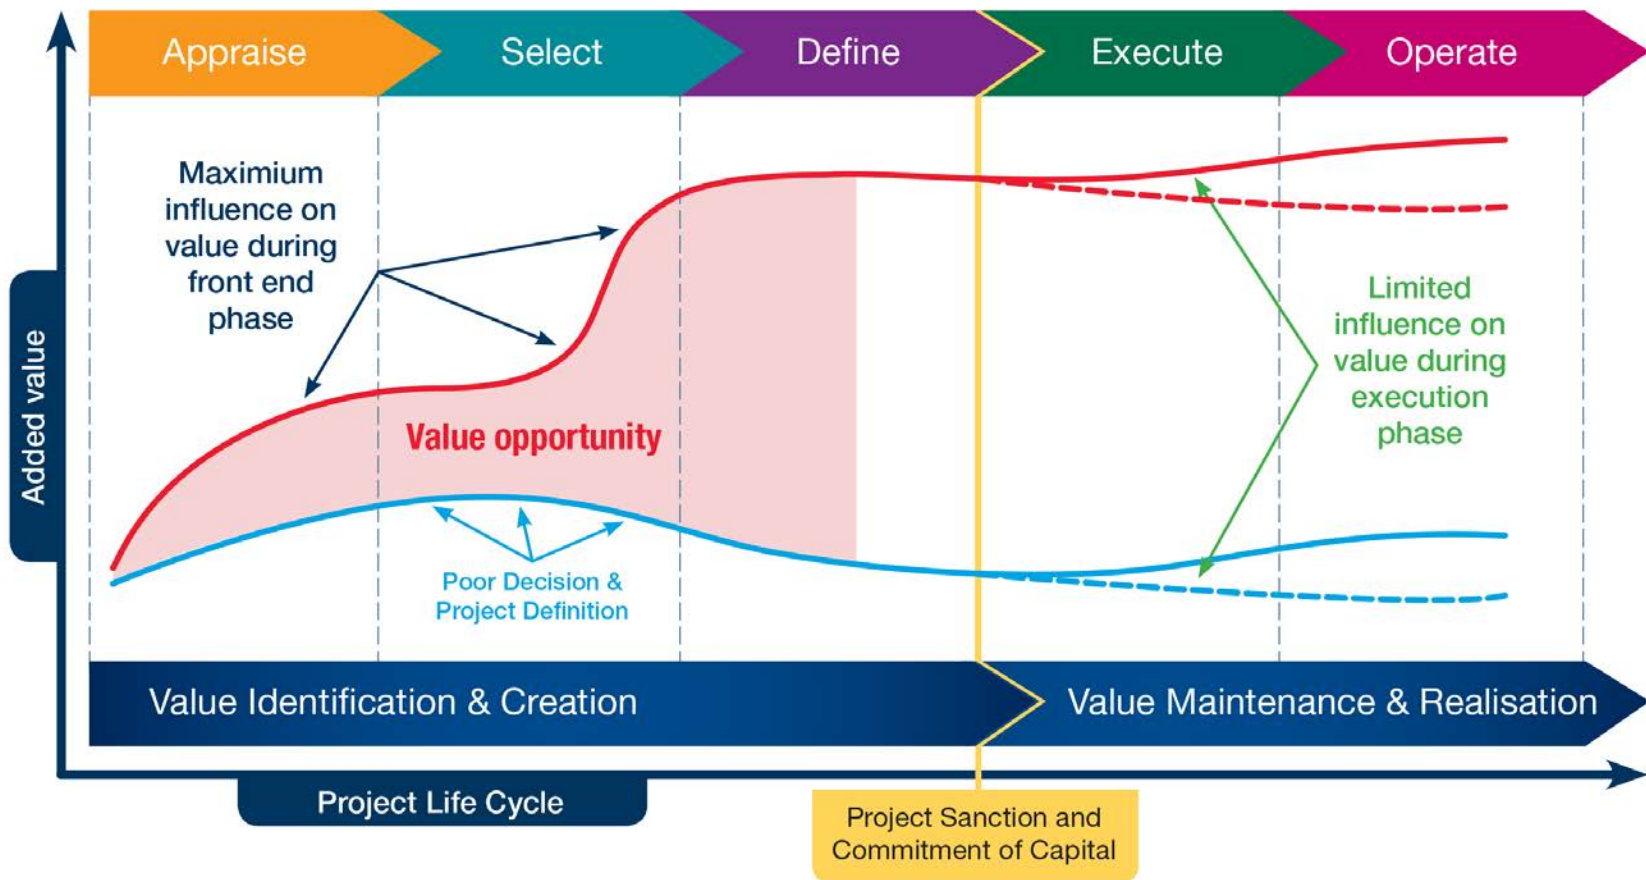 Appraise
Select
Define
Execute
Operate
Maximium
influence on
value during
front end
phase
Limited
influence on
value during
execution
phase
Added value
Value opportunity
Poor Decision &
Project Definition
Value Identification & Creation
Value Maintenance & Realisation
Project Life Cycle
Project Sanction and
Commitment of Capital